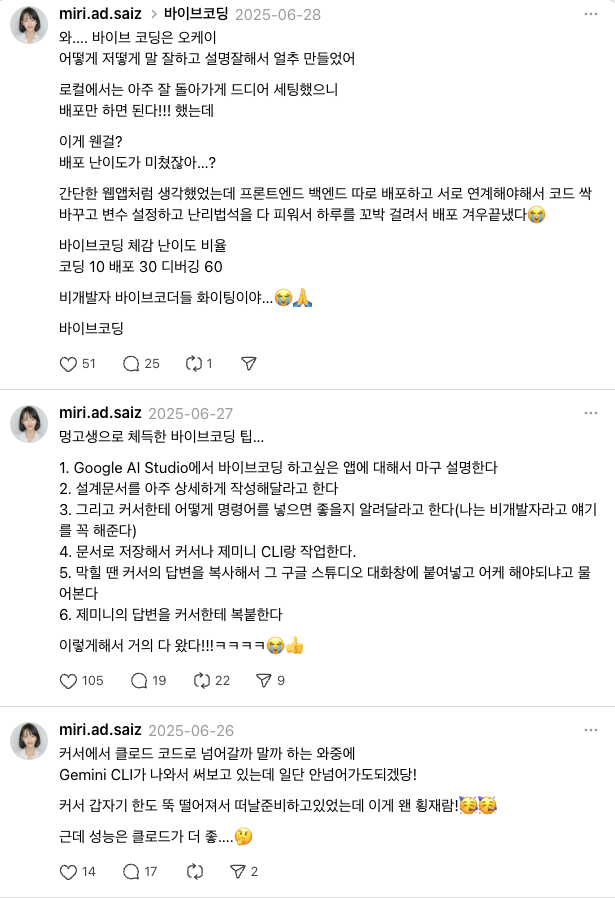 miri.ad.saiz > 바이브코딩 2025-06-28
와.... 바이브 코딩은 오케이
어떻게 저떻게 말 잘하고 설명잘해서 얼추 만들었어
로컬에서는 아주 잘 돌아가게 드디어 세팅했으니
배포만 하면 된다!!! 했는데
이게 웬걸?
배포 난이도가 미쳤잖아...?
간단한 웹앱처럼 생각했었는데 프론트엔드 백엔드 따로 배포하고 서로 연계해야해서 코드 싹
바꾸고 변수 설정하고 난리법석을 다 피워서 하루를 꼬박 걸려서 배포 겨우끝냈다😭
바이브코딩 체감 난이도 비율
코딩 10 배포 30 디버깅 60
비개발자 바이브코더들 화이팅이야...😭🙏
바이브코딩
51 25 1
miri.ad.saiz 2025-06-27
멍고생으로 체득한 바이브코딩 팁...
1. Google AI Studio에서 바이브코딩 하고싶은 앱에 대해서 마구 설명한다
2. 설계문서를 아주 상세하게 작성해달라고 한다
3. 그리고 커서한테 어떻게 명령어를 넣으면 좋을지 알려달라고 한다(나는 비개발자라고 얘기
를 꼭 해준다)
4. 문서로 저장해서 커서나 제미니 CLI랑 작업한다.
5. 막힐 땐 커서의 답변을 복사해서 그 구글 스튜디오 대화창에 붙여넣고 어케 해야되냐고 물
어본다
6. 제미니의 답변을 커서한테 복붙한다
이렇게해서 거의 다 왔다!!!ㅋㅋㅋㅋ😭👍
105 19 22 9
miri.ad.saiz 2025-06-26
커서에서 클로드 코드로 넘어갈까 말까 하는 와중에
Gemini CLI가 나와서 써보고 있는데 일단 안넘어가도되겠당!
커서 갑자기 한도 뚝 떨어져서 떠날준비하고있었는데 이게 왠 횡재람!🥳🥳
근데 성능은 클로드가 더 좋....🤔
14 17 2